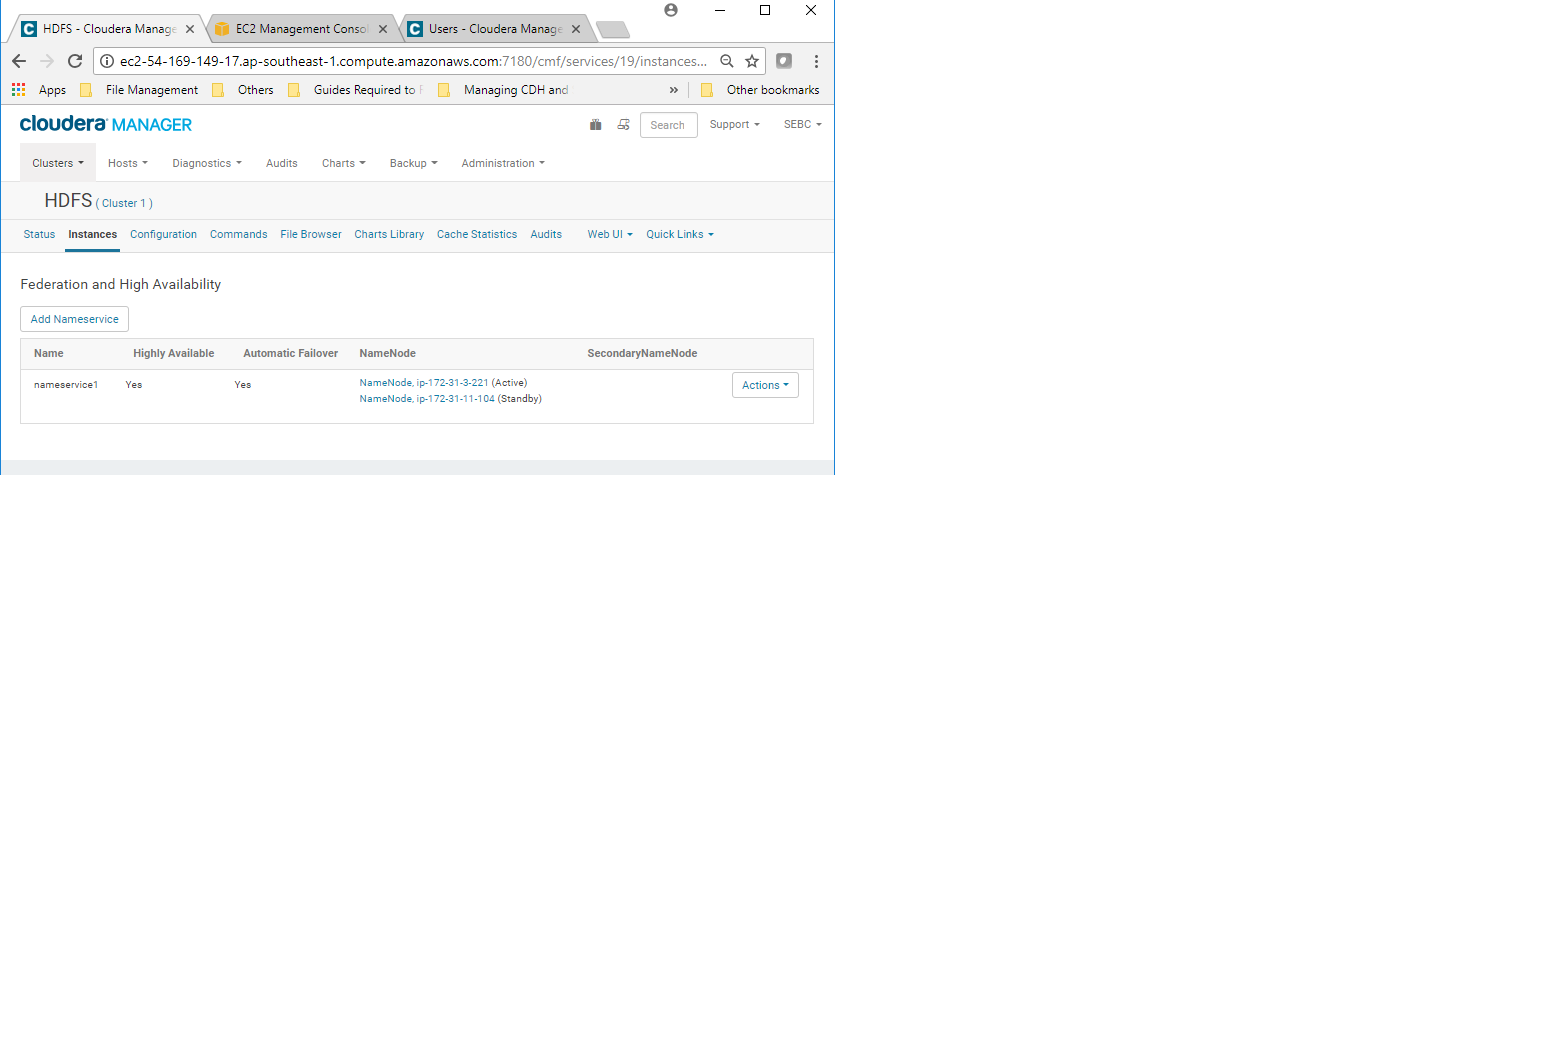 HDFS - Cloudera Manage
EC2 Management Consol
Users - Cloudera Manage
ec2-54-169-149-17.ap-southeast-1.compute.amazonaws.com:7180/cmf/services/19/instances...
Apps File Management Others Guides Required to Managing CDH and » Other bookmarks
cloudera MANAGER
Search Support SEBC
Clusters Hosts Diagnostics Audits Charts Backup Administration
HDFS ( Cluster 1 )
Status Instances Configuration Commands File Browser Charts Library Cache Statistics Audits Web UI Quick Links
Federation and High Availability
Add Nameservice
Name Highly Available Automatic Failover NameNode SecondaryNameNode
nameservice1 Yes Yes NameNode, ip-172-31-3-221 (Active) Actions
NameNode, ip-172-31-11-104 (Standby)